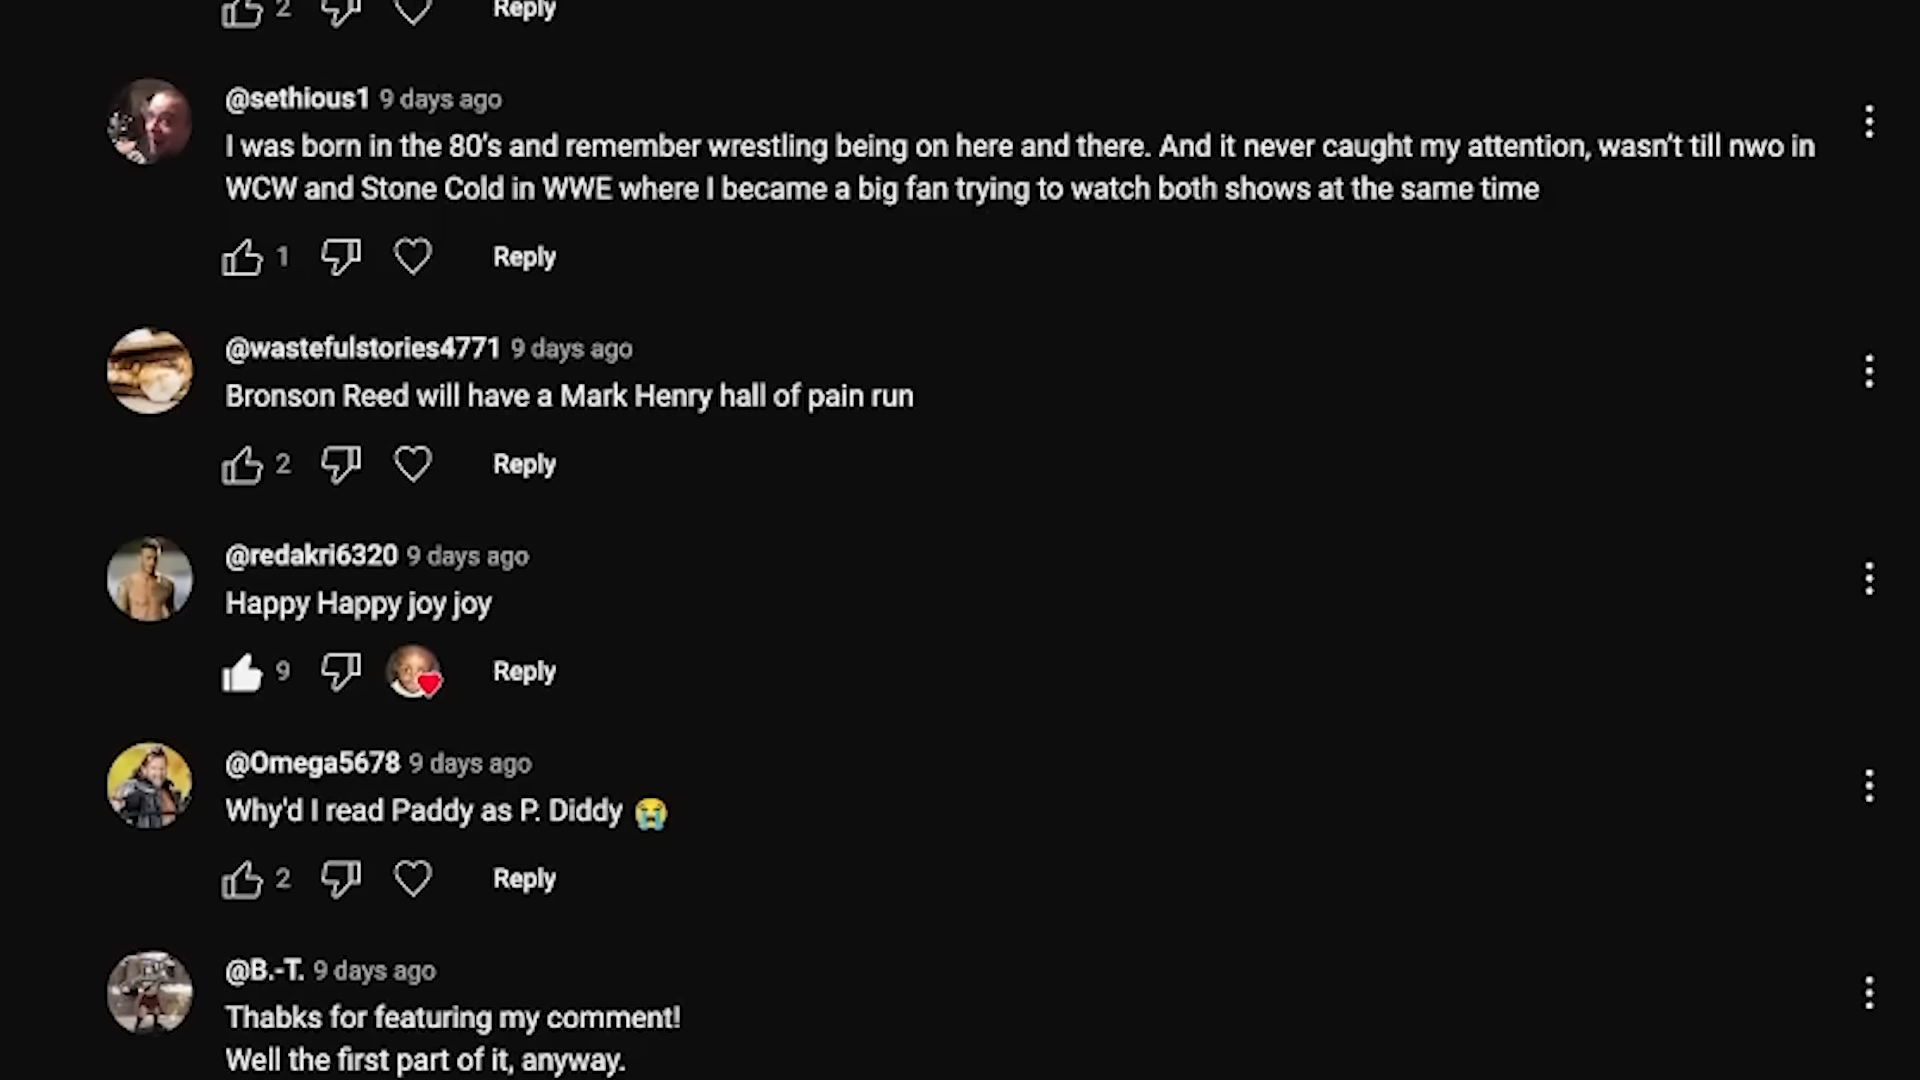 2 Reply
@sethious1 9 days ago
I was born in the 80's and remember wrestling being on here and there. And it never caught my attention, wasn't till nwo in
WCW and Stone Cold in WWE where I became a big fan trying to watch both shows at the same time
1 Reply
@wastefulstories4771 9 days ago
Bronson Reed will have a Mark Henry hall of pain run
2 Reply
@redakri6320 9 days ago
Happy Happy joy joy
9 Reply
@Omega5678 9 days ago
Why'd I read Paddy as P. Diddy 😭
2 Reply
@B.-T. 9 days ago
Thabks for featuring my comment!
Well the first part of it, anyway.